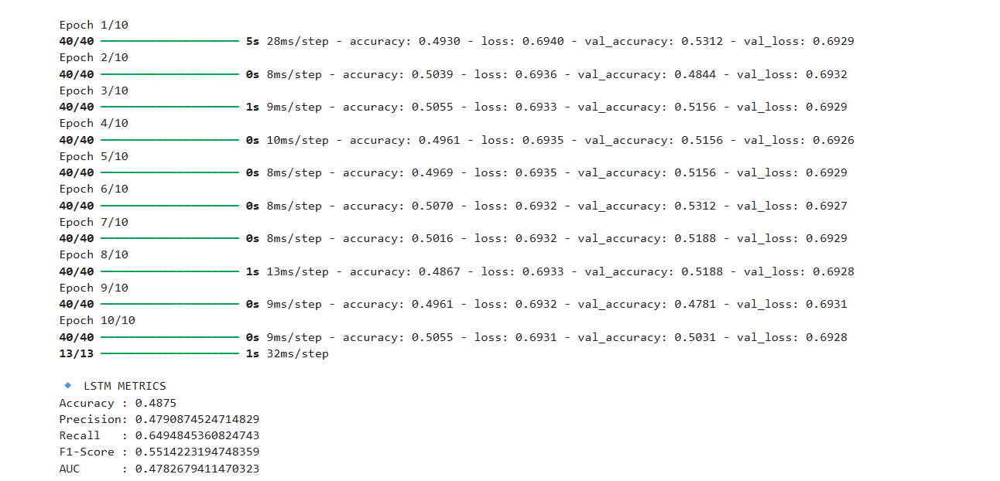 Epoch 1/10
40/40 ━━━━━━━━━━━━━━━━━━━━ 5s 28ms/step - accuracy: 0.4930 - loss: 0.6940 - val_accuracy: 0.5312 - val_loss: 0.6929
Epoch 2/10
40/40 ━━━━━━━━━━━━━━━━━━━━ 0s 8ms/step - accuracy: 0.5039 - loss: 0.6936 - val_accuracy: 0.4844 - val_loss: 0.6932
Epoch 3/10
40/40 ━━━━━━━━━━━━━━━━━━━━ 1s 9ms/step - accuracy: 0.5055 - loss: 0.6933 - val_accuracy: 0.5156 - val_loss: 0.6929
Epoch 4/10
40/40 ━━━━━━━━━━━━━━━━━━━━ 0s 10ms/step - accuracy: 0.4961 - loss: 0.6935 - val_accuracy: 0.5156 - val_loss: 0.6926
Epoch 5/10
40/40 ━━━━━━━━━━━━━━━━━━━━ 0s 8ms/step - accuracy: 0.4969 - loss: 0.6935 - val_accuracy: 0.5156 - val_loss: 0.6929
Epoch 6/10
40/40 ━━━━━━━━━━━━━━━━━━━━ 0s 8ms/step - accuracy: 0.5070 - loss: 0.6932 - val_accuracy: 0.5312 - val_loss: 0.6927
Epoch 7/10
40/40 ━━━━━━━━━━━━━━━━━━━━ 0s 8ms/step - accuracy: 0.5016 - loss: 0.6932 - val_accuracy: 0.5188 - val_loss: 0.6929
Epoch 8/10
40/40 ━━━━━━━━━━━━━━━━━━━━ 1s 13ms/step - accuracy: 0.4867 - loss: 0.6933 - val_accuracy: 0.5188 - val_loss: 0.6928
Epoch 9/10
40/40 ━━━━━━━━━━━━━━━━━━━━ 0s 9ms/step - accuracy: 0.4961 - loss: 0.6932 - val_accuracy: 0.4781 - val_loss: 0.6931
Epoch 10/10
40/40 ━━━━━━━━━━━━━━━━━━━━ 0s 9ms/step - accuracy: 0.5055 - loss: 0.6931 - val_accuracy: 0.5031 - val_loss: 0.6928
13/13 ━━━━━━━━━━━━━━━━━━━━ 1s 32ms/step
🔹 LSTM METRICS
Accuracy : 0.4875
Precision: 0.4790874524714829
Recall   : 0.6494845360824743
F1-Score : 0.5514223194748359
AUC      : 0.4782679411470323